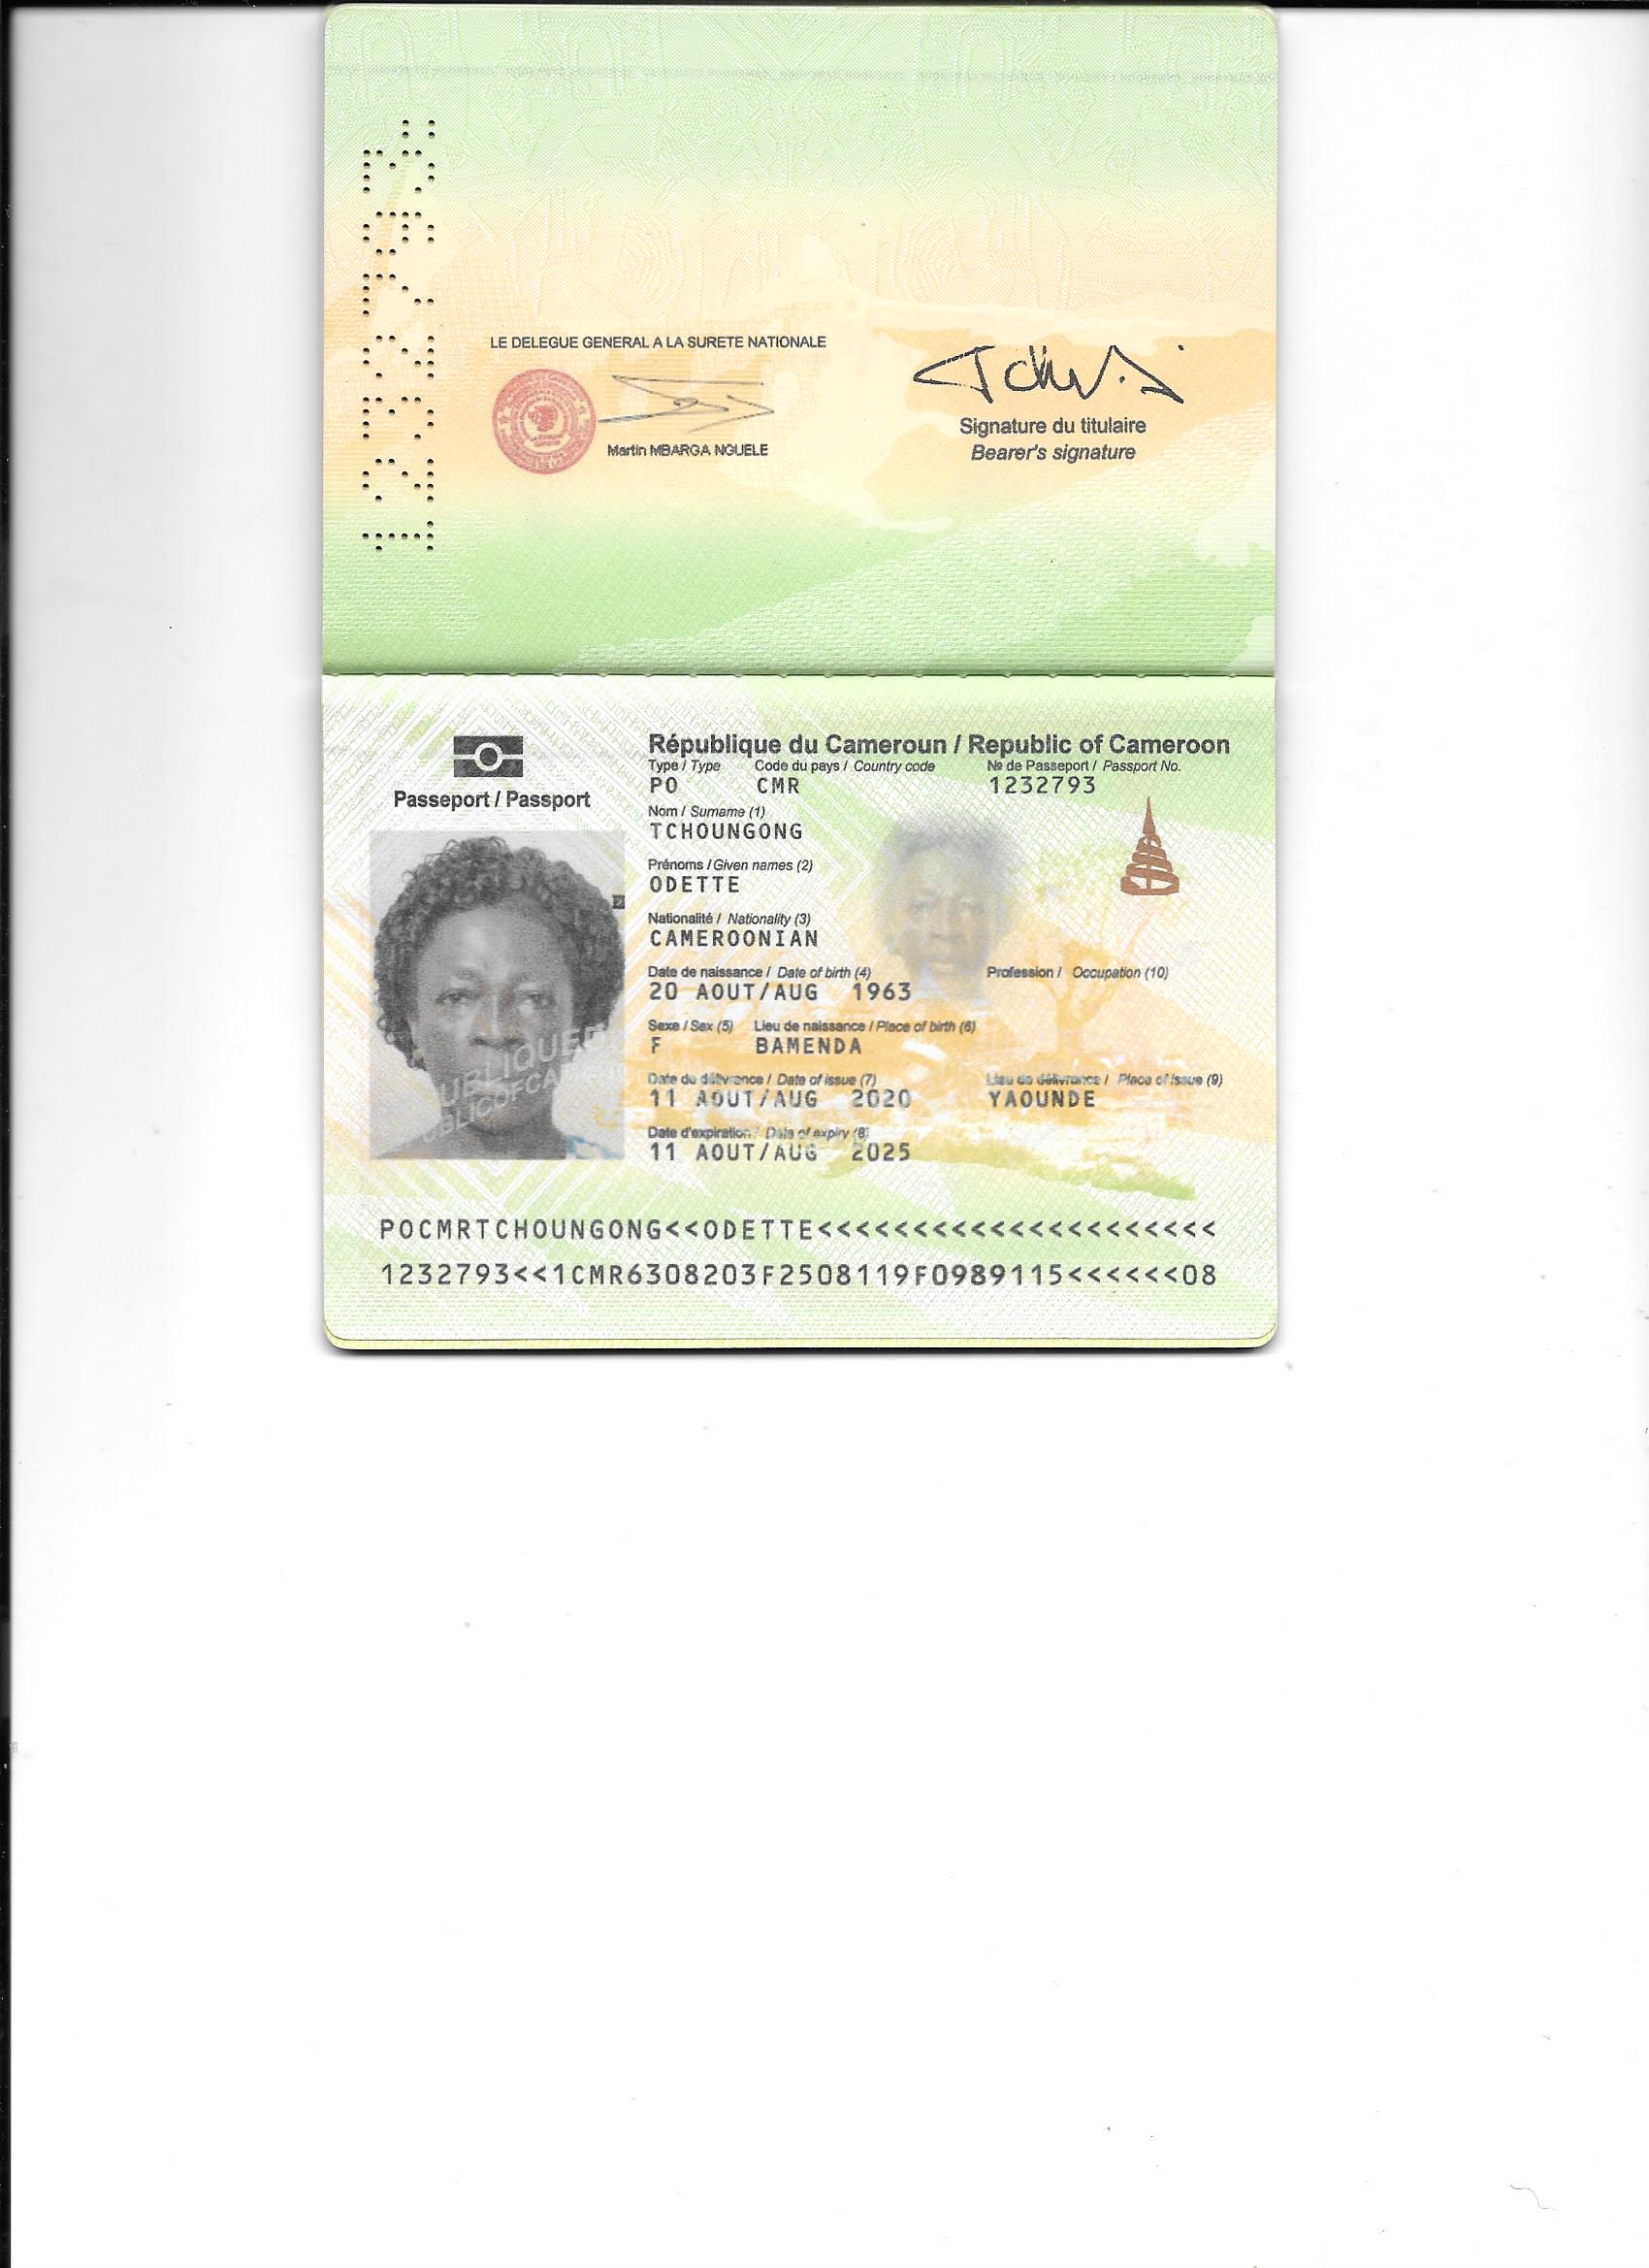 1232793
LE DELEGUE GENERAL A LA SURETE NATIONALE
Martin MBARGA NGUELE
Signature du titulaire
Bearer's signature
République du Cameroun / Republic of Cameroon
Passeport / Passport
Type / Type Code du pays / Country code № de Passeport / Passport No.
PO CMR 1232793
Nom / Surname (1)
TCHOUNGONG
Prénoms / Given names (2)
ODETTE
Nationalité / Nationality (3)
CAMEROONIAN
Date de naissance / Date of birth (4) Profession / Occupation (10)
20 AOUT/AUG 1963
Sexe / Sex (5) Lieu de naissance / Place of birth (6)
F BAMENDA
Date de délivrance / Date of issue (7) Lieu de délivrance / Place of issue (9)
11 AOUT/AUG 2020 YAOUNDE
Date d'expiration / Date of expiry (8)
11 AOUT/AUG 2025
POCMRTCHOUNGONG<<ODETTE<<<<<<<<<<<<<<<<<<<<<
1232793<<1CMR6308203F2508119F0989115<<<<<<08